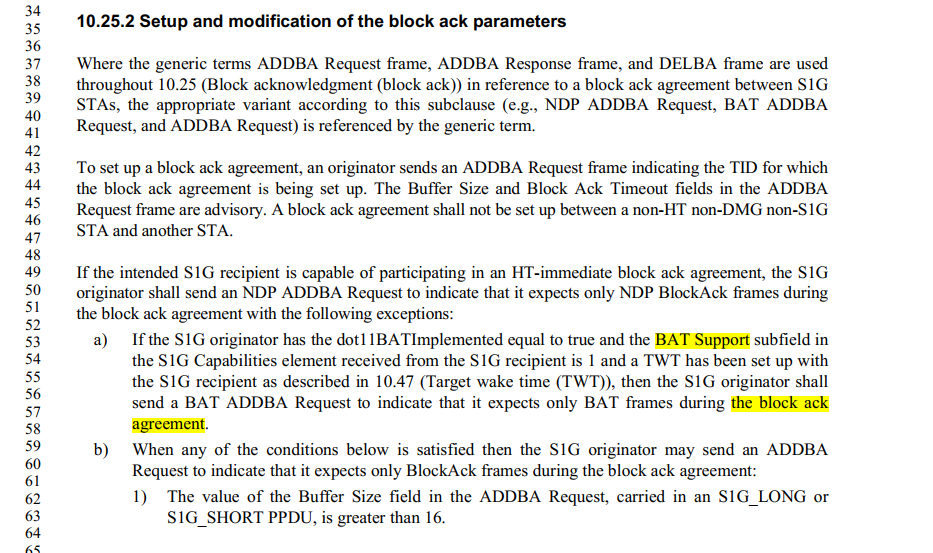 34
35
36
37
38
39
40
41
42
43
44
45
46
47
48
49
50
51
52
53
54
55
56
57
58
59
60
61
62
63
64
65
10.25.2 Setup and modification of the block ack parameters
Where the generic terms ADDBA Request frame, ADDBA Response frame, and DELBA frame are used
throughout 10.25 (Block acknowledgment (block ack)) in reference to a block ack agreement between S1G
STAs, the appropriate variant according to this subclause (e.g., NDP ADDBA Request, BAT ADDBA
Request, and ADDBA Request) is referenced by the generic term.
To set up a block ack agreement, an originator sends an ADDBA Request frame indicating the TID for which
the block ack agreement is being set up. The Buffer Size and Block Ack Timeout fields in the ADDBA
Request frame are advisory. A block ack agreement shall not be set up between a non-HT non-DMG non-S1G
STA and another STA.
If the intended S1G recipient is capable of participating in an HT-immediate block ack agreement, the S1G
originator shall send an NDP ADDBA Request to indicate that it expects only NDP BlockAck frames during
the block ack agreement with the following exceptions:
a) If the S1G originator has the dot11BATImplemented equal to true and the BAT Support subfield in
the S1G Capabilities element received from the S1G recipient is 1 and a TWT has been set up with
the S1G recipient as described in 10.47 (Target wake time (TWT)), then the S1G originator shall
send a BAT ADDBA Request to indicate that it expects only BAT frames during the block ack
agreement.
b) When any of the conditions below is satisfied then the S1G originator may send an ADDBA
Request to indicate that it expects only BlockAck frames during the block ack agreement:
1) The value of the Buffer Size field in the ADDBA Request, carried in an S1G_LONG or
S1G_SHORT PPDU, is greater than 16.